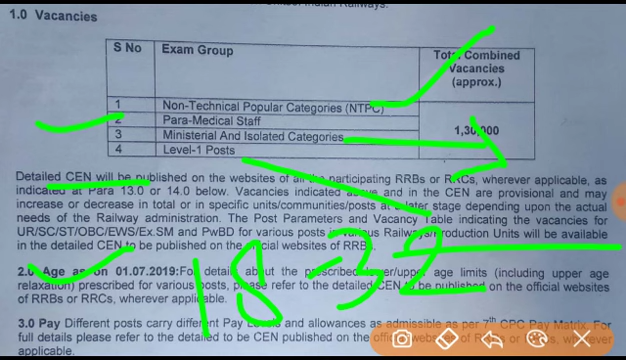 Indian Railways.
1.0 Vacancies
S No Exam Group Total Combined
Vacancies
(approx.)
1 Non-Technical Popular Categories (NTPC)
2 Para-Medical Staff
3 Ministerial And Isolated Categories
4 Level-1 Posts
1,30,000
Detailed CEN will be published on the websites of all the participating RRBs or RRCs, wherever applicable, as
indicated at Para 13.0 or 14.0 below. Vacancies indicated above and in the CEN are provisional and may
increase or decrease in total or in specific units/communities/posts at a later stage depending upon the actual
needs of the Railway administration. The Post Parameters and Vacancy Table indicating the vacancies for
UR/SC/ST/OBC/EWS/Ex.SM and PwBD for various posts in various Railways/Production Units will be available
in the detailed CEN to be published on the official websites of RRBs.
2.0 Age as on 01.07.2019:For details about the prescribed lower/upper age limits (including upper age
relaxation) prescribed for various posts, please refer to the detailed CEN to be published on the official websites
of RRBs or RRCs, wherever applicable.
18-32
3.0 Pay Different posts carry different Pay Levels and allowances as admissible as per 7th CPC Pay Matrix. For
full details please refer to the detailed to be CEN published on the official websites of RRBs or RRCs, wherever
applicable.